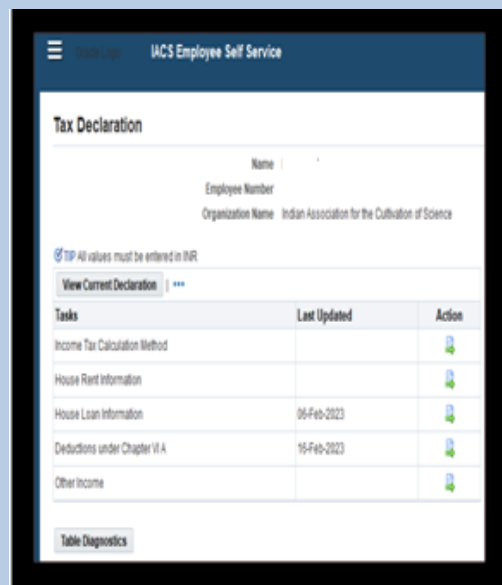 Oracle Logo IACS Employee Self Service
Tax Declaration
Name
Employee Number
Organization Name Indian Association for the Cultivation of Science
TIP All values must be entered in INR
View Current Declaration | •••
Tasks Last Updated Action
Income Tax Calculation Method
House Rent Information
House Loan Information 06-Feb-2023
Deductions under Chapter VI A 16-Feb-2023
Other Income
Table Diagnostics